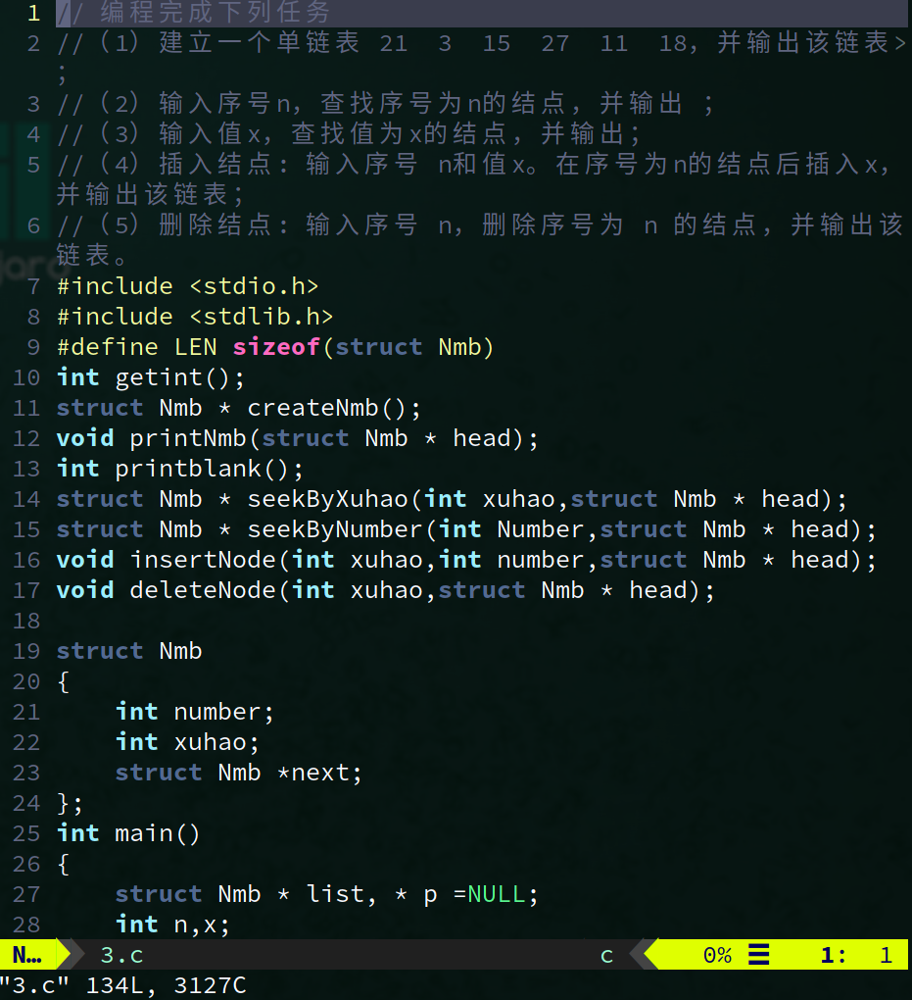 1 // 编程完成下列任务
2 //（1）建立一个单链表 21 3 15 27 11 18，并输出该链表>
；
3 //（2）输入序号n，查找序号为n的结点，并输出 ；
4 //（3）输入值x，查找值为x的结点，并输出；
5 //（4）插入结点：输入序号 n和值x。在序号为n的结点后插入x，
并输出该链表；
6 //（5）删除结点：输入序号 n，删除序号为 n 的结点，并输出该
链表。
7 #include <stdio.h>
8 #include <stdlib.h>
9 #define LEN sizeof(struct Nmb)
10 int getint();
11 struct Nmb * createNmb();
12 void printNmb(struct Nmb * head);
13 int printblank();
14 struct Nmb * seekByXuhao(int xuhao,struct Nmb * head);
15 struct Nmb * seekByNumber(int Number,struct Nmb * head);
16 void insertNode(int xuhao,int number,struct Nmb * head);
17 void deleteNode(int xuhao,struct Nmb * head);
18
19 struct Nmb
20 {
21     int number;
22     int xuhao;
23     struct Nmb *next;
24 };
25 int main()
26 {
27     struct Nmb * list, * p =NULL;
28     int n,x;
N… 3.c c 0% ☰ 1: 1
"3.c" 134L, 3127C